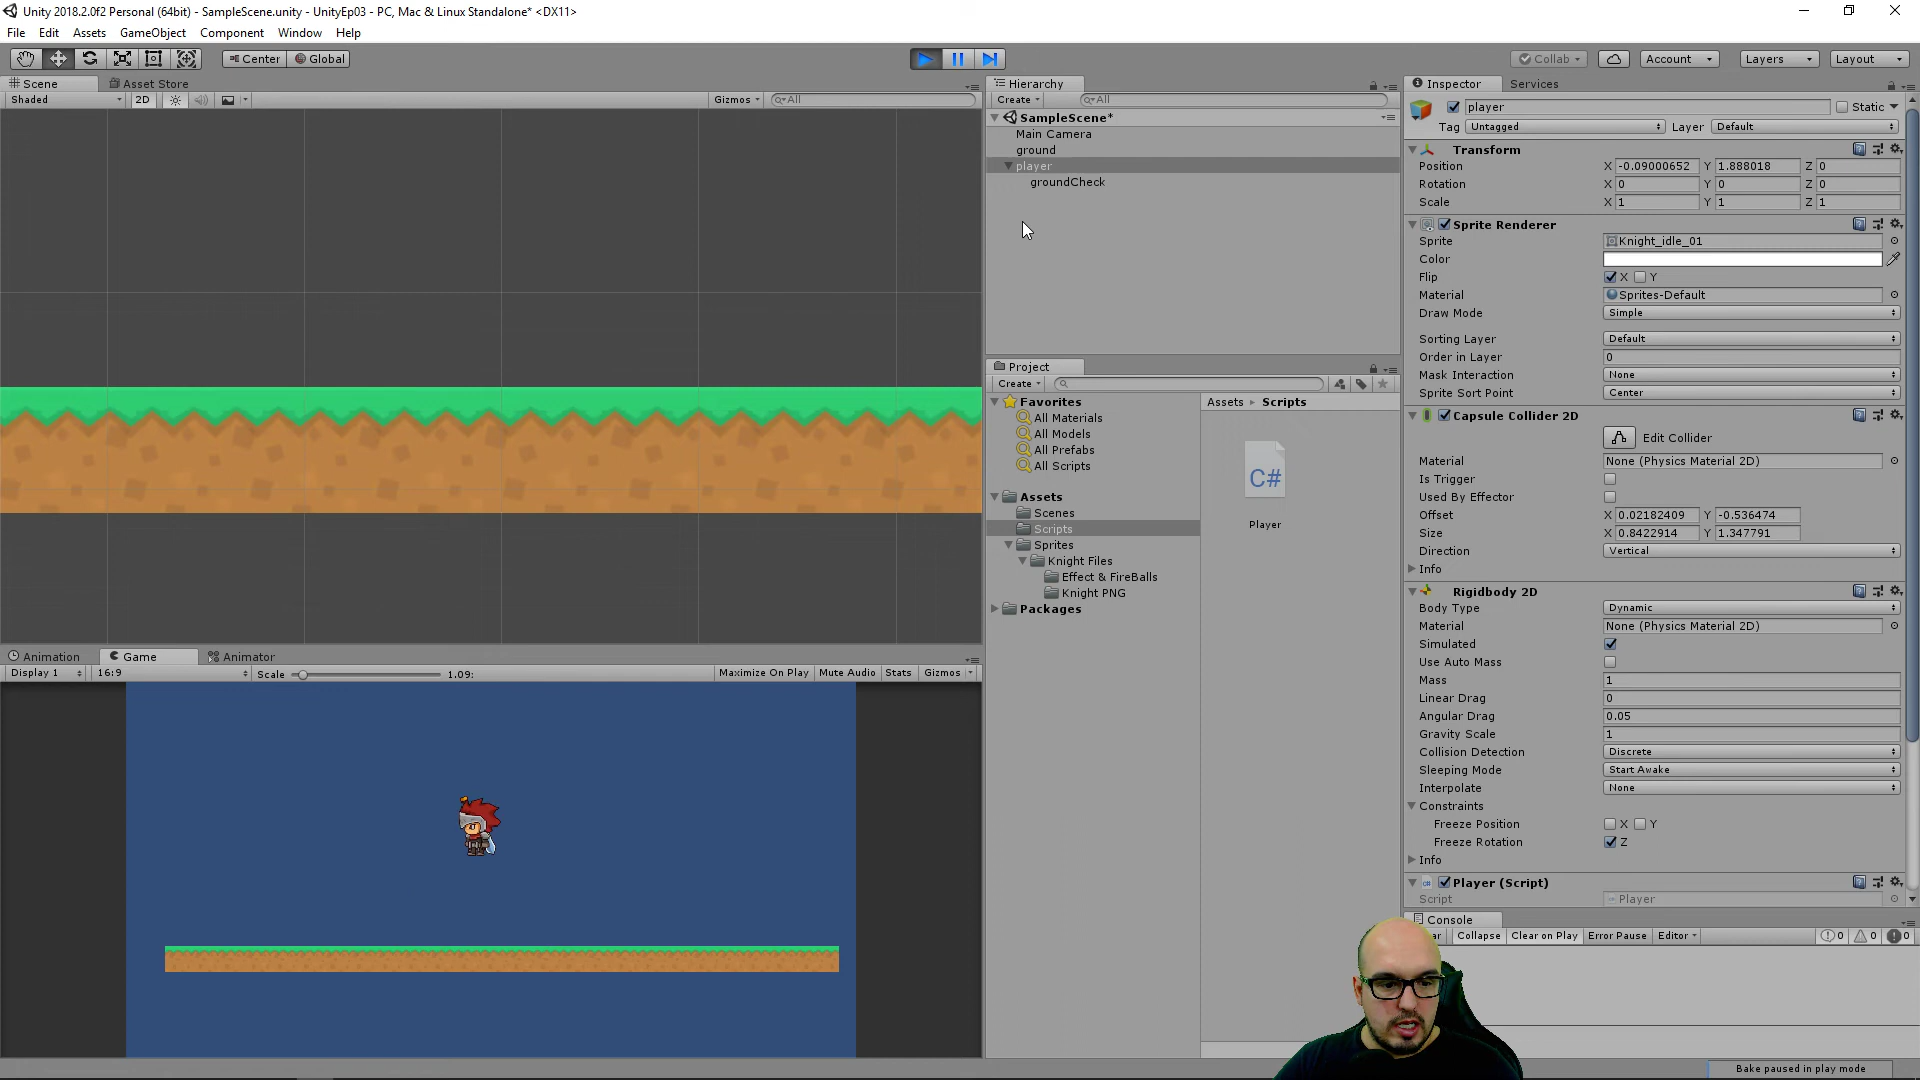 Unity 2018.2.0f2 Personal (64bit) - SampleScene.unity - UnityEp03 - PC, Mac & Linux Standalone* <DX11>
File Edit Assets GameObject Component Window Help
Center Global
Collab Account Layers Layout
Scene Asset Store
Shaded 2D Gizmos All
Hierarchy
Create All
SampleScene*
Main Camera
ground
player
groundCheck
Project
Create
Favorites
All Materials
All Models
All Prefabs
All Scripts
Assets
Scenes
Scripts
Sprites
Knight Files
Effect & FireBalls
Knight PNG
Packages
Assets Scripts
C#
Player
Animation Game Animator
Display 1 16:9 Scale 1.09: Maximize On Play Mute Audio Stats Gizmos
Inspector Services
player Static
Tag Untagged Layer Default
Transform
Position X -0.09000652 Y 1.888018 Z 0
Rotation X 0 Y 0 Z 0
Scale X 1 Y 1 Z 1
Sprite Renderer
Sprite Knight_idle_01
Color
Flip X Y
Material Sprites-Default
Draw Mode Simple
Sorting Layer Default
Order in Layer 0
Mask Interaction None
Sprite Sort Point Center
Capsule Collider 2D
Edit Collider
Material None (Physics Material 2D)
Is Trigger
Used By Effector
Offset X 0.02182409 Y -0.536474
Size X 0.8422914 Y 1.347791
Direction Vertical
Info
Rigidbody 2D
Body Type Dynamic
Material None (Physics Material 2D)
Simulated
Use Auto Mass
Mass 1
Linear Drag 0
Angular Drag 0.05
Gravity Scale 1
Collision Detection Discrete
Sleeping Mode Start Awake
Interpolate None
Constraints
Freeze Position X Y
Freeze Rotation Z
Info
Player (Script)
Script Player
Console
Collapse Clear on Play Error Pause Editor 0 0 0
Bake paused in play mode